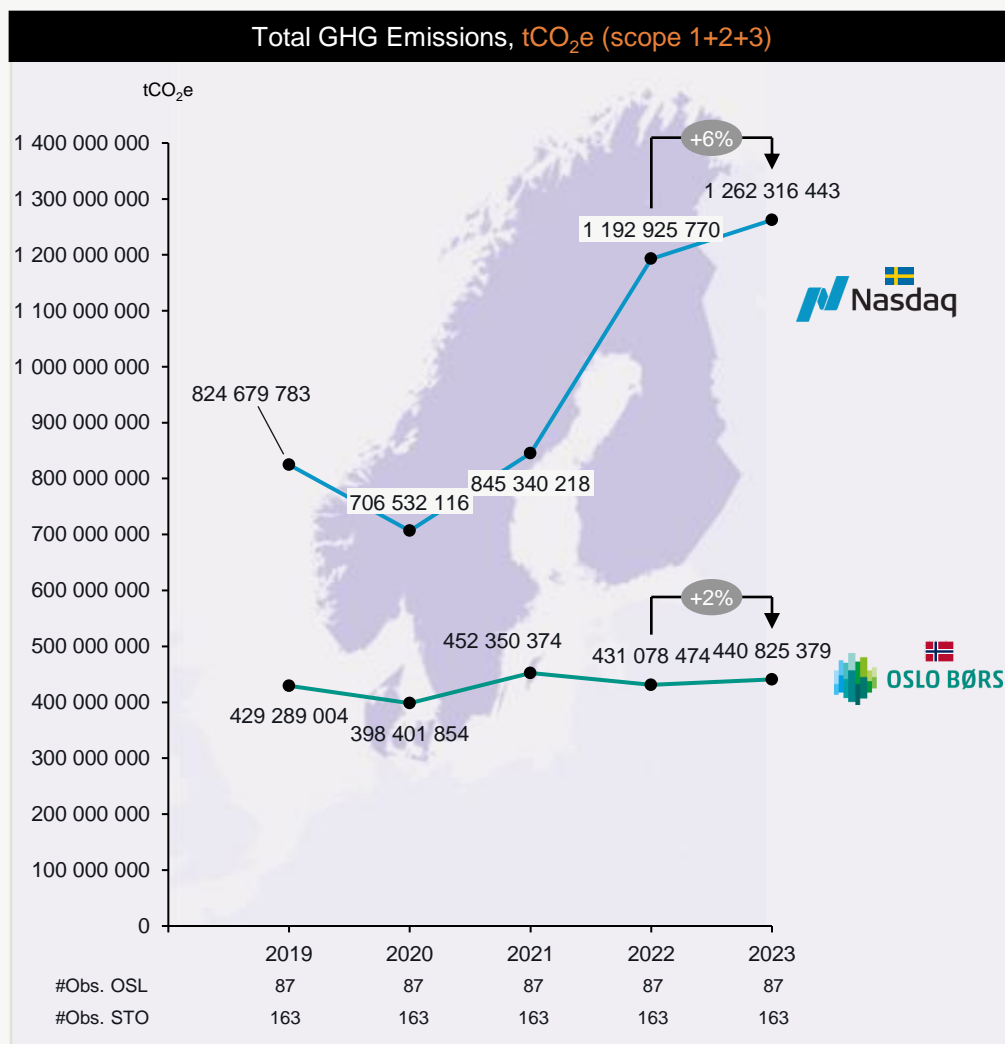 Total GHG Emissions, tCO2e (scope 1+2+3)
tCO2e
1 400 000 000
1 300 000 000
1 200 000 000
1 100 000 000
1 000 000 000
900 000 000
800 000 000
700 000 000
600 000 000
500 000 000
400 000 000
300 000 000
200 000 000
100 000 000
0
+6%
1 262 316 443
1 192 925 770
Nasdaq
824 679 783
845 340 218
706 532 116
+2%
452 350 374
431 078 474
440 825 379
OSLO BØRS
429 289 004
398 401 854
2019 2020 2021 2022 2023
#Obs. OSL 87 87 87 87 87
#Obs. STO 163 163 163 163 163